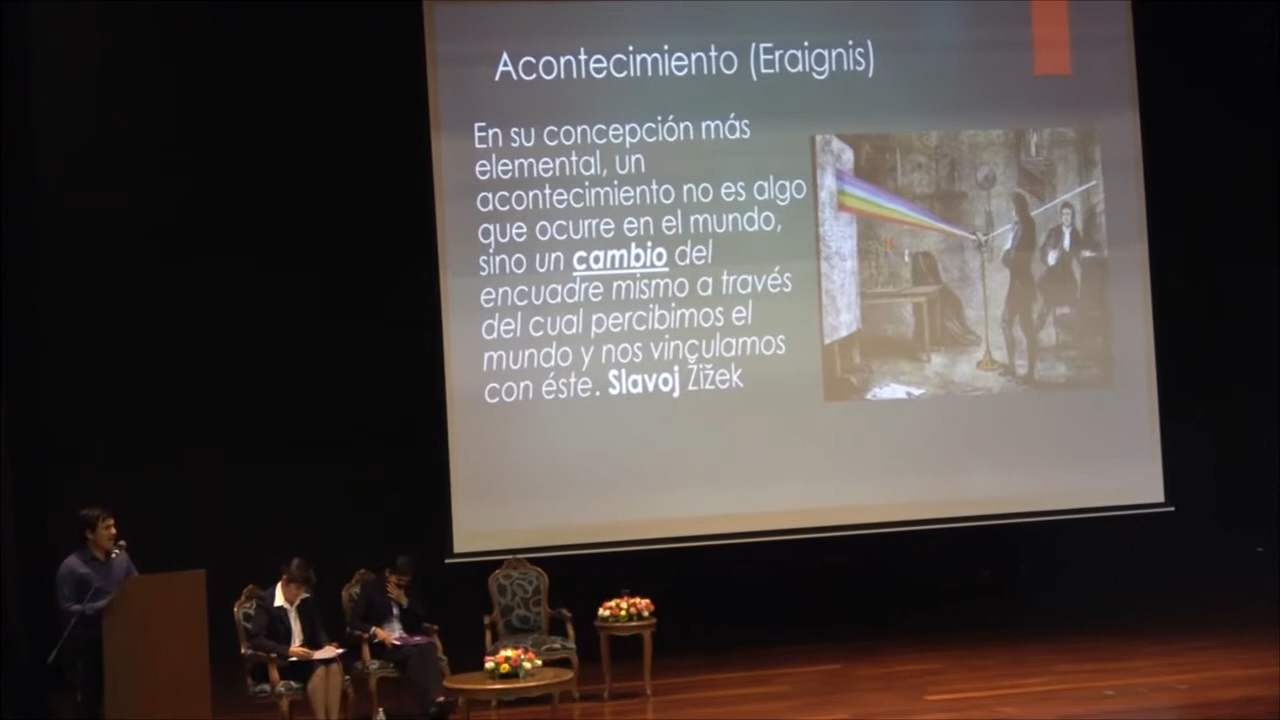 Acontecimiento (Eraignis)
En su concepción más
elemental, un
acontecimiento no es algo
que ocurre en el mundo,
sino un cambio del
encuadre mismo a través
del cual percibimos el
mundo y nos vinculamos
con éste. Slavoj Žižek